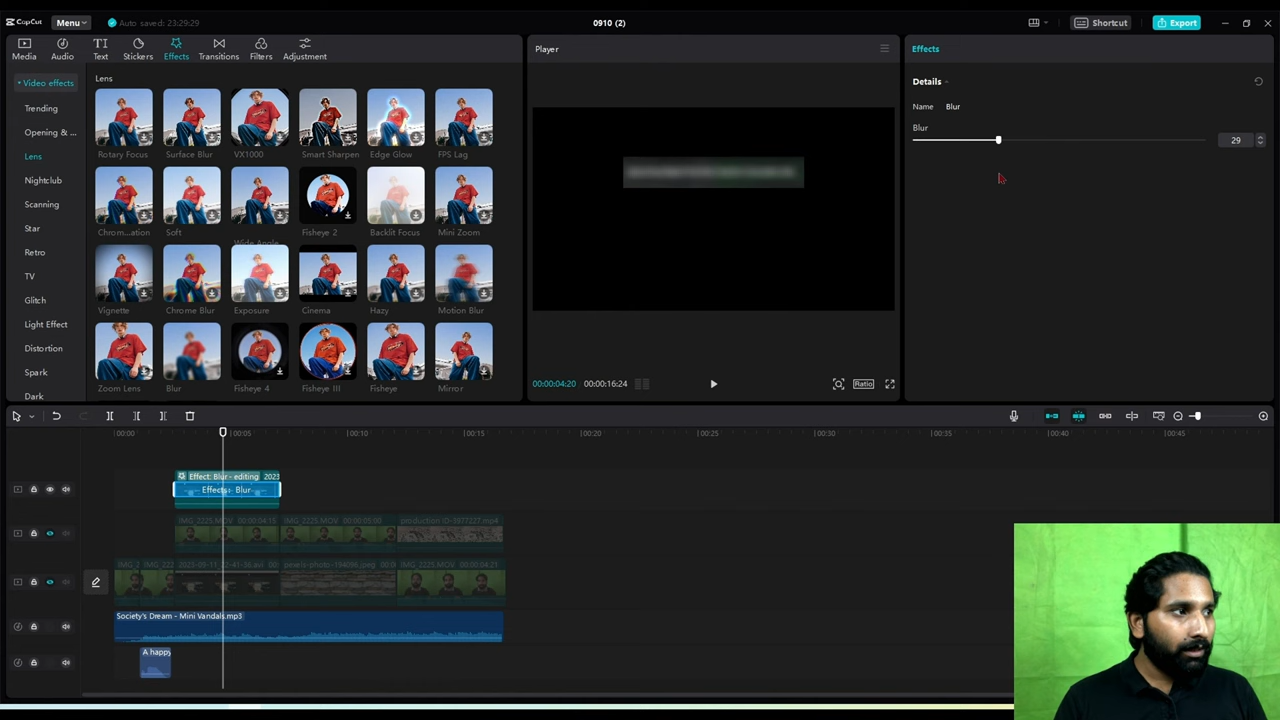 CapCut Menu Auto saved: 23:29:29 0910 (2) Shortcut Export
Media Audio Text Stickers Effects Transitions Filters Adjustment
Video effects
Trending
Opening & ...
Lens
Nightclub
Scanning
Star
Retro
TV
Glitch
Light Effect
Distortion
Spark
Dark
Lens
Rotary Focus Surface Blur VX1000 Smart Sharpen Edge Glow FPS Lag
Chrom...ation Soft Wide Angle Fisheye 2 Backlit Focus Mini Zoom
Vignette Chrome Blur Exposure Cinema Hazy Motion Blur
Zoom Lens Blur Fisheye 4 Fisheye III Fisheye Mirror
Player
00:00:04:20 00:00:16:24 Ratio
Effects
Details
Name Blur
Blur
29
00:00 00:05 00:10 00:15 00:20 00:25 00:30 00:35 00:40 00:45
Effect: Blur - editing 2023
Effects: Blur
IMG_2225.MOV 00:00:04:15 IMG_2225.MOV 00:00:05:00 production ID-3977227.mp4
IMG_2 IMG_222 2023-09-11_22-41-36.avi 00: pexels-photo-194096.jpeg 00:0 IMG_2225.MOV 00:00:04:21
Society's Dream - Mini Vandals.mp3
A happy